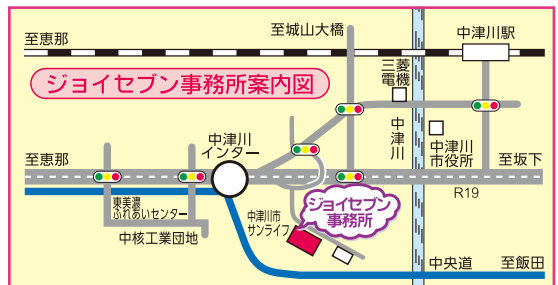 至恵那
至城山大橋
中津川駅
ジョイセブン事務所案内図
三菱
電機
中津川
中津川
市役所
中津川
インター
至恵那
至坂下
R19
東美濃
ふれあいセンター
中核工業団地
中津川市
サンライフ
ジョイセブン
事務所
中央道
至飯田